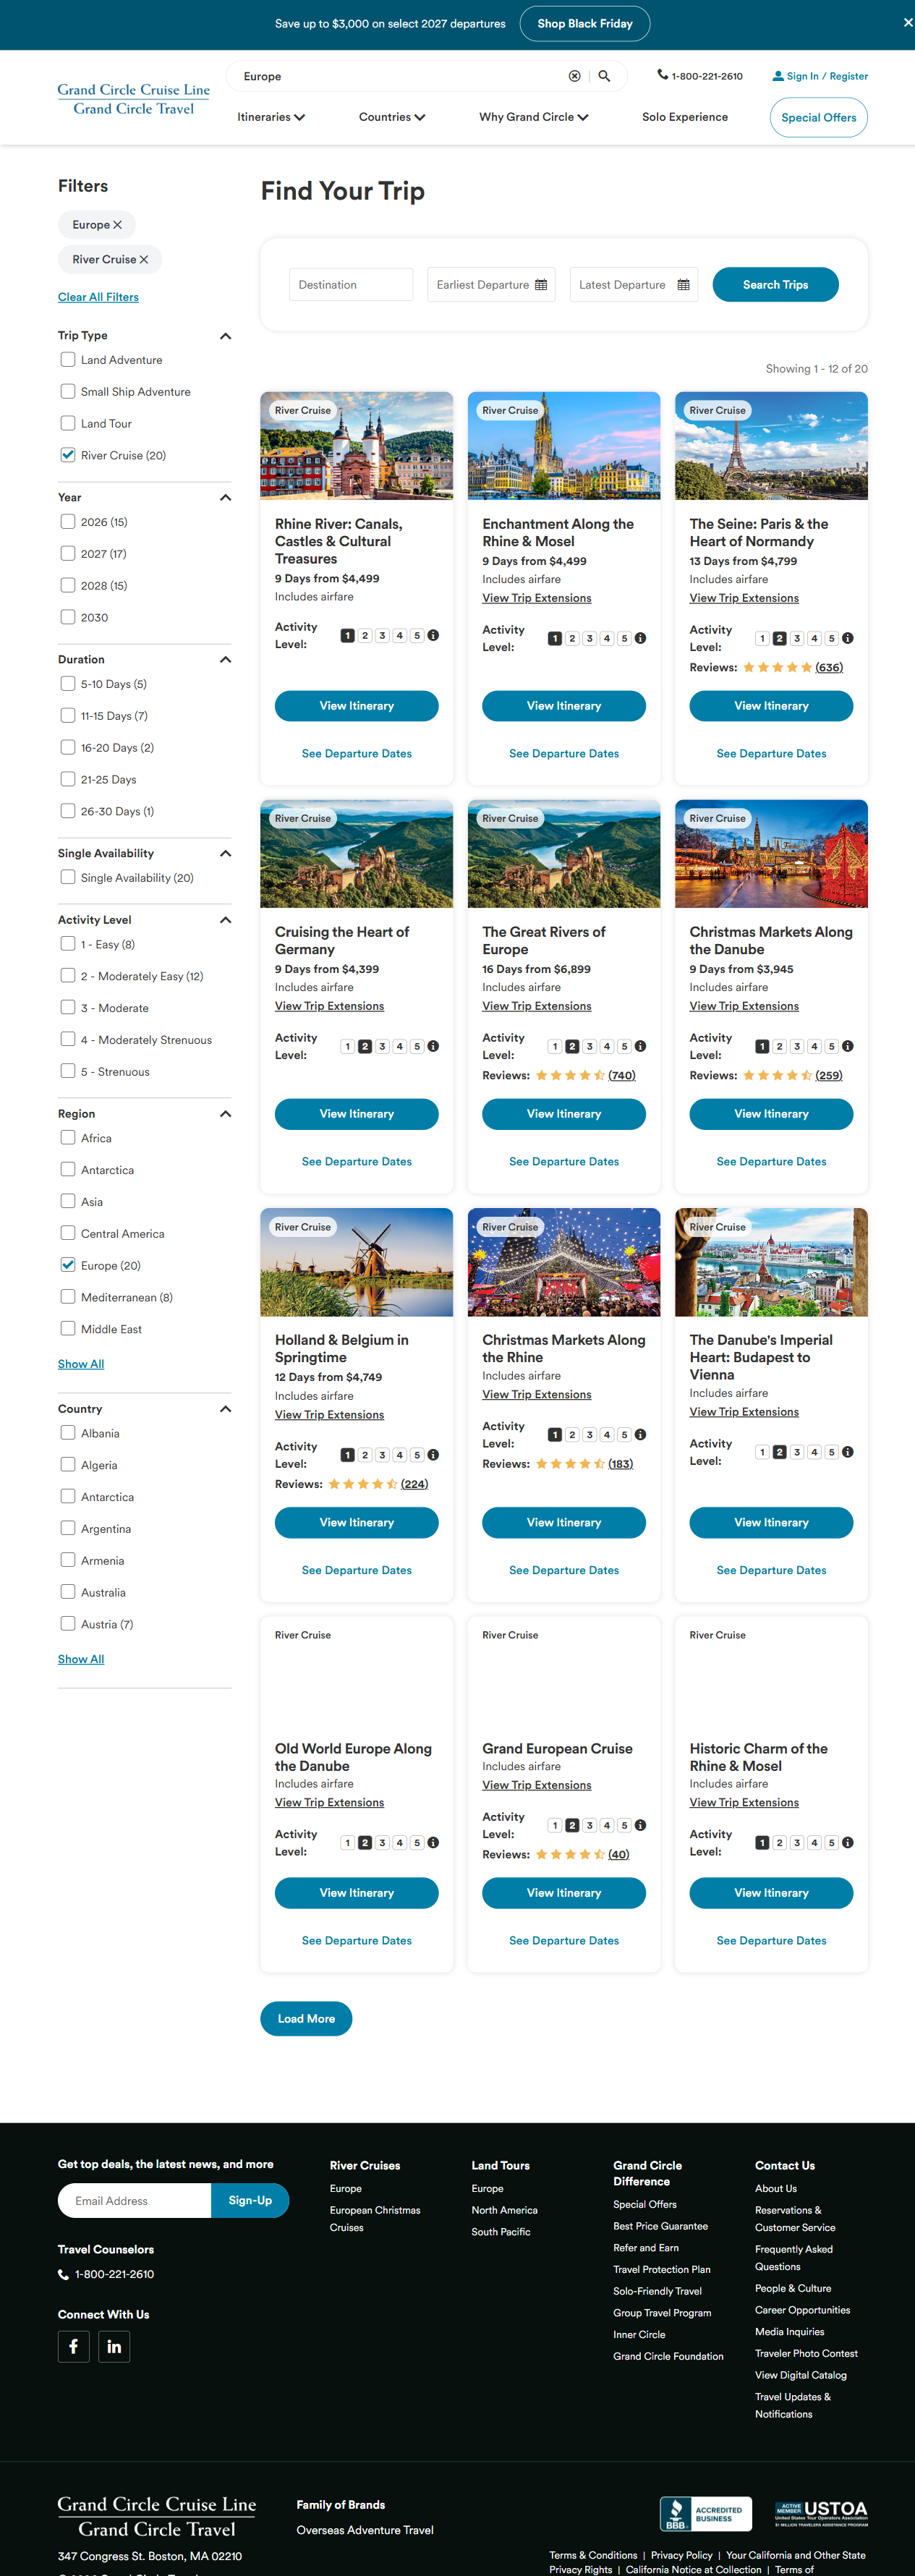 Save up to $3,000 on select 2027 departures
Shop Black Friday
Europe
1-800-221-2610
Sign In / Register
Grand Circle Cruise Line
Grand Circle Travel
Itineraries
Countries
Why Grand Circle
Solo Experience
Special Offers
Filters
Europe
River Cruise
Clear All Filters
Trip Type
Land Adventure
Small Ship Adventure
Land Tour
River Cruise (20)
Year
2026 (15)
2027 (17)
2028 (15)
2030
Duration
5-10 Days (5)
11-15 Days (7)
16-20 Days (2)
21-25 Days
26-30 Days (1)
Single Availability
Single Availability (20)
Activity Level
1 - Easy (8)
2 - Moderately Easy (12)
3 - Moderate
4 - Moderately Strenuous
5 - Strenuous
Region
Africa
Antarctica
Asia
Central America
Europe (20)
Mediterranean (8)
Middle East
Show All
Country
Albania
Algeria
Antarctica
Argentina
Armenia
Australia
Austria (7)
Show All
Find Your Trip
Destination
Earliest Departure
Latest Departure
Search Trips
Showing 1 - 12 of 20
River Cruise
Rhine River: Canals,
Castles & Cultural
Treasures
9 Days from $4,499
Includes airfare
Activity
Level:
1 2 3 4 5
View Itinerary
See Departure Dates
River Cruise
Enchantment Along the
Rhine & Mosel
9 Days from $4,499
Includes airfare
View Trip Extensions
Activity
Level:
1 2 3 4 5
View Itinerary
See Departure Dates
River Cruise
The Seine: Paris & the
Heart of Normandy
13 Days from $4,799
Includes airfare
View Trip Extensions
Activity
Level:
1 2 3 4 5
Reviews: (636)
View Itinerary
See Departure Dates
River Cruise
Cruising the Heart of
Germany
9 Days from $4,399
Includes airfare
View Trip Extensions
Activity
Level:
1 2 3 4 5
View Itinerary
See Departure Dates
River Cruise
The Great Rivers of
Europe
16 Days from $6,899
Includes airfare
View Trip Extensions
Activity
Level:
1 2 3 4 5
Reviews: (740)
View Itinerary
See Departure Dates
River Cruise
Christmas Markets Along
the Danube
9 Days from $3,945
Includes airfare
View Trip Extensions
Activity
Level:
1 2 3 4 5
Reviews: (259)
View Itinerary
See Departure Dates
River Cruise
Holland & Belgium in
Springtime
12 Days from $4,749
Includes airfare
View Trip Extensions
Activity
Level:
1 2 3 4 5
Reviews: (224)
View Itinerary
See Departure Dates
River Cruise
Christmas Markets Along
the Rhine
Includes airfare
View Trip Extensions
Activity
Level:
1 2 3 4 5
Reviews: (183)
View Itinerary
See Departure Dates
River Cruise
The Danube's Imperial
Heart: Budapest to
Vienna
Includes airfare
View Trip Extensions
Activity
Level:
1 2 3 4 5
View Itinerary
See Departure Dates
River Cruise
Old World Europe Along
the Danube
Includes airfare
View Trip Extensions
Activity
Level:
1 2 3 4 5
View Itinerary
See Departure Dates
River Cruise
Grand European Cruise
Includes airfare
View Trip Extensions
Activity
Level:
1 2 3 4 5
Reviews: (40)
View Itinerary
See Departure Dates
River Cruise
Historic Charm of the
Rhine & Mosel
Includes airfare
View Trip Extensions
Activity
Level:
1 2 3 4 5
View Itinerary
See Departure Dates
Load More
Get top deals, the latest news, and more
Email Address
Sign-Up
Travel Counselors
1-800-221-2610
Connect With Us
River Cruises
Europe
European Christmas
Cruises
Land Tours
Europe
North America
South Pacific
Grand Circle
Difference
Special Offers
Best Price Guarantee
Refer and Earn
Travel Protection Plan
Solo-Friendly Travel
Group Travel Program
Inner Circle
Grand Circle Foundation
Contact Us
About Us
Reservations &
Customer Service
Frequently Asked
Questions
People & Culture
Career Opportunities
Media Inquiries
Traveler Photo Contest
View Digital Catalog
Travel Updates &
Notifications
Grand Circle Cruise Line
Grand Circle Travel
347 Congress St. Boston, MA 02210
Family of Brands
Overseas Adventure Travel
BBB
ACCREDITED
BUSINESS
ACTIVE
MEMBER
USTOA
United States Tour Operators Association
$1 MILLION TRAVELERS ASSISTANCE PROGRAM
Terms & Conditions | Privacy Policy | Your California and Other State
Privacy Rights | California Notice at Collection | Terms of